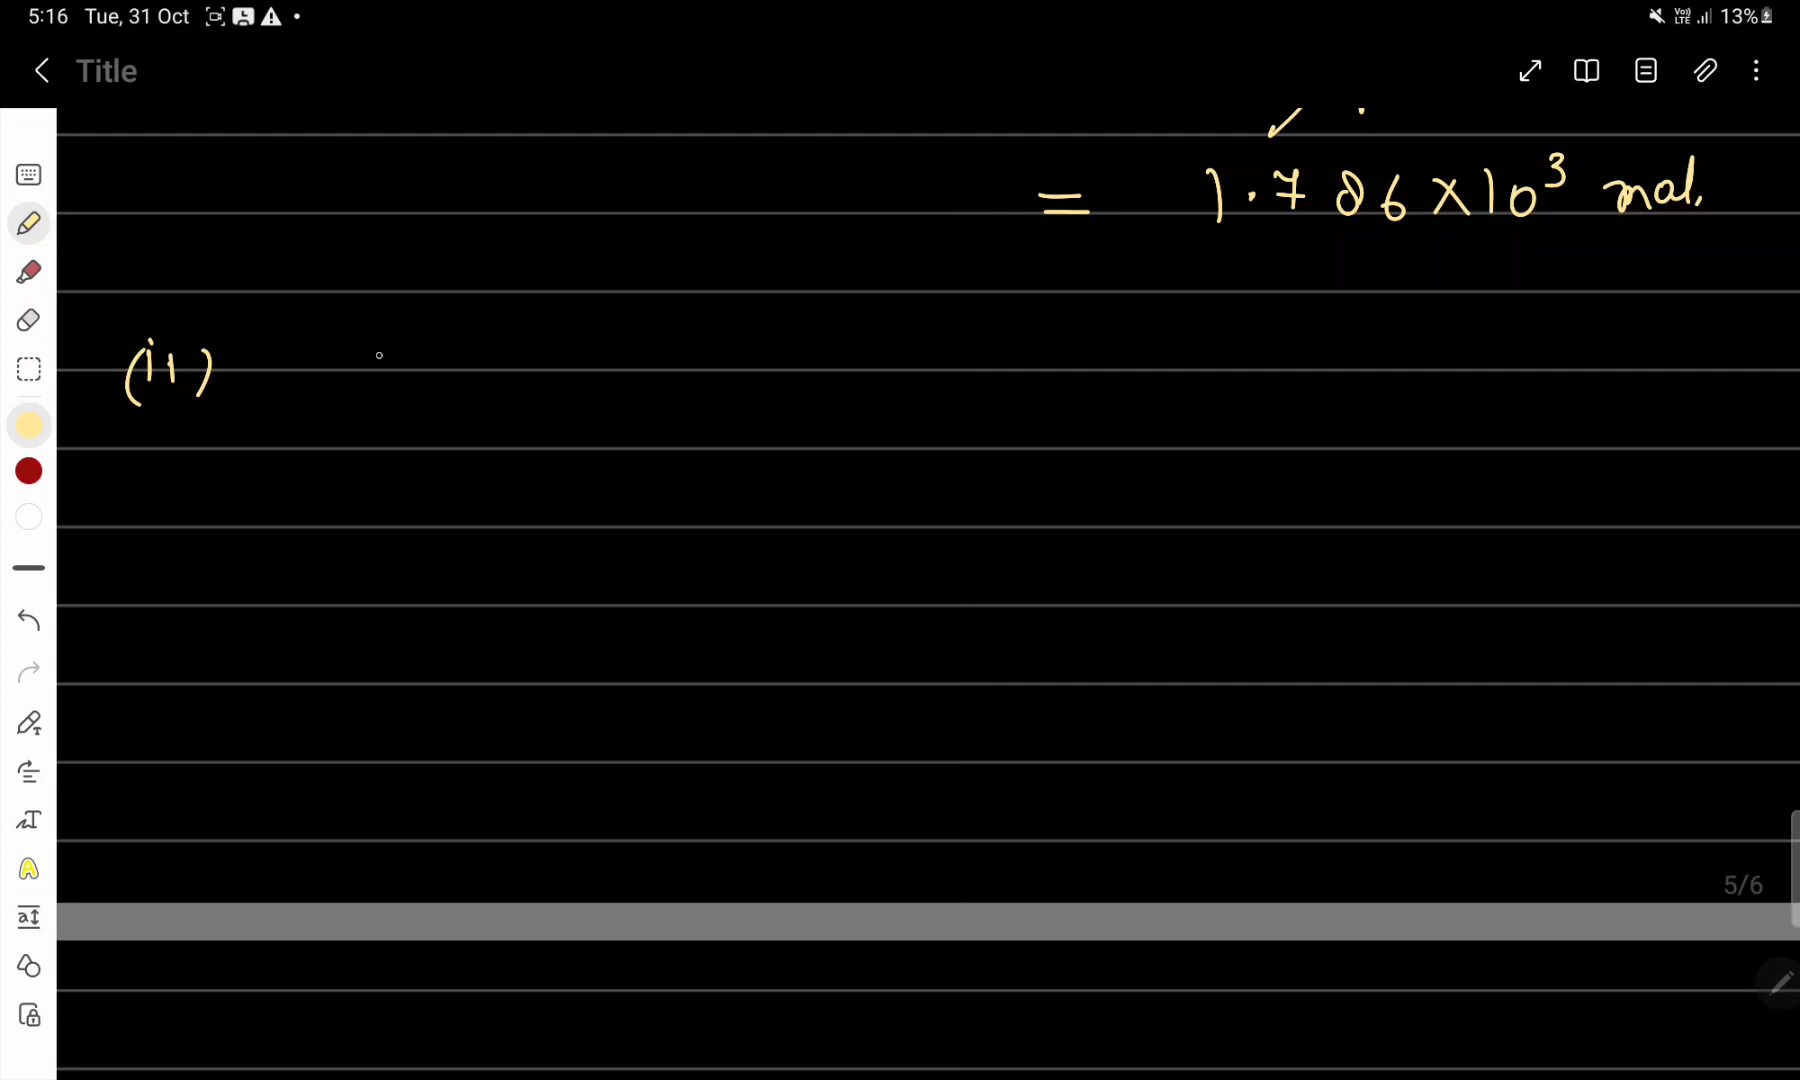 5:16 Tue, 31 Oct 13%
Title
= 1.786 × 10³ mol.
(ii)
5/6